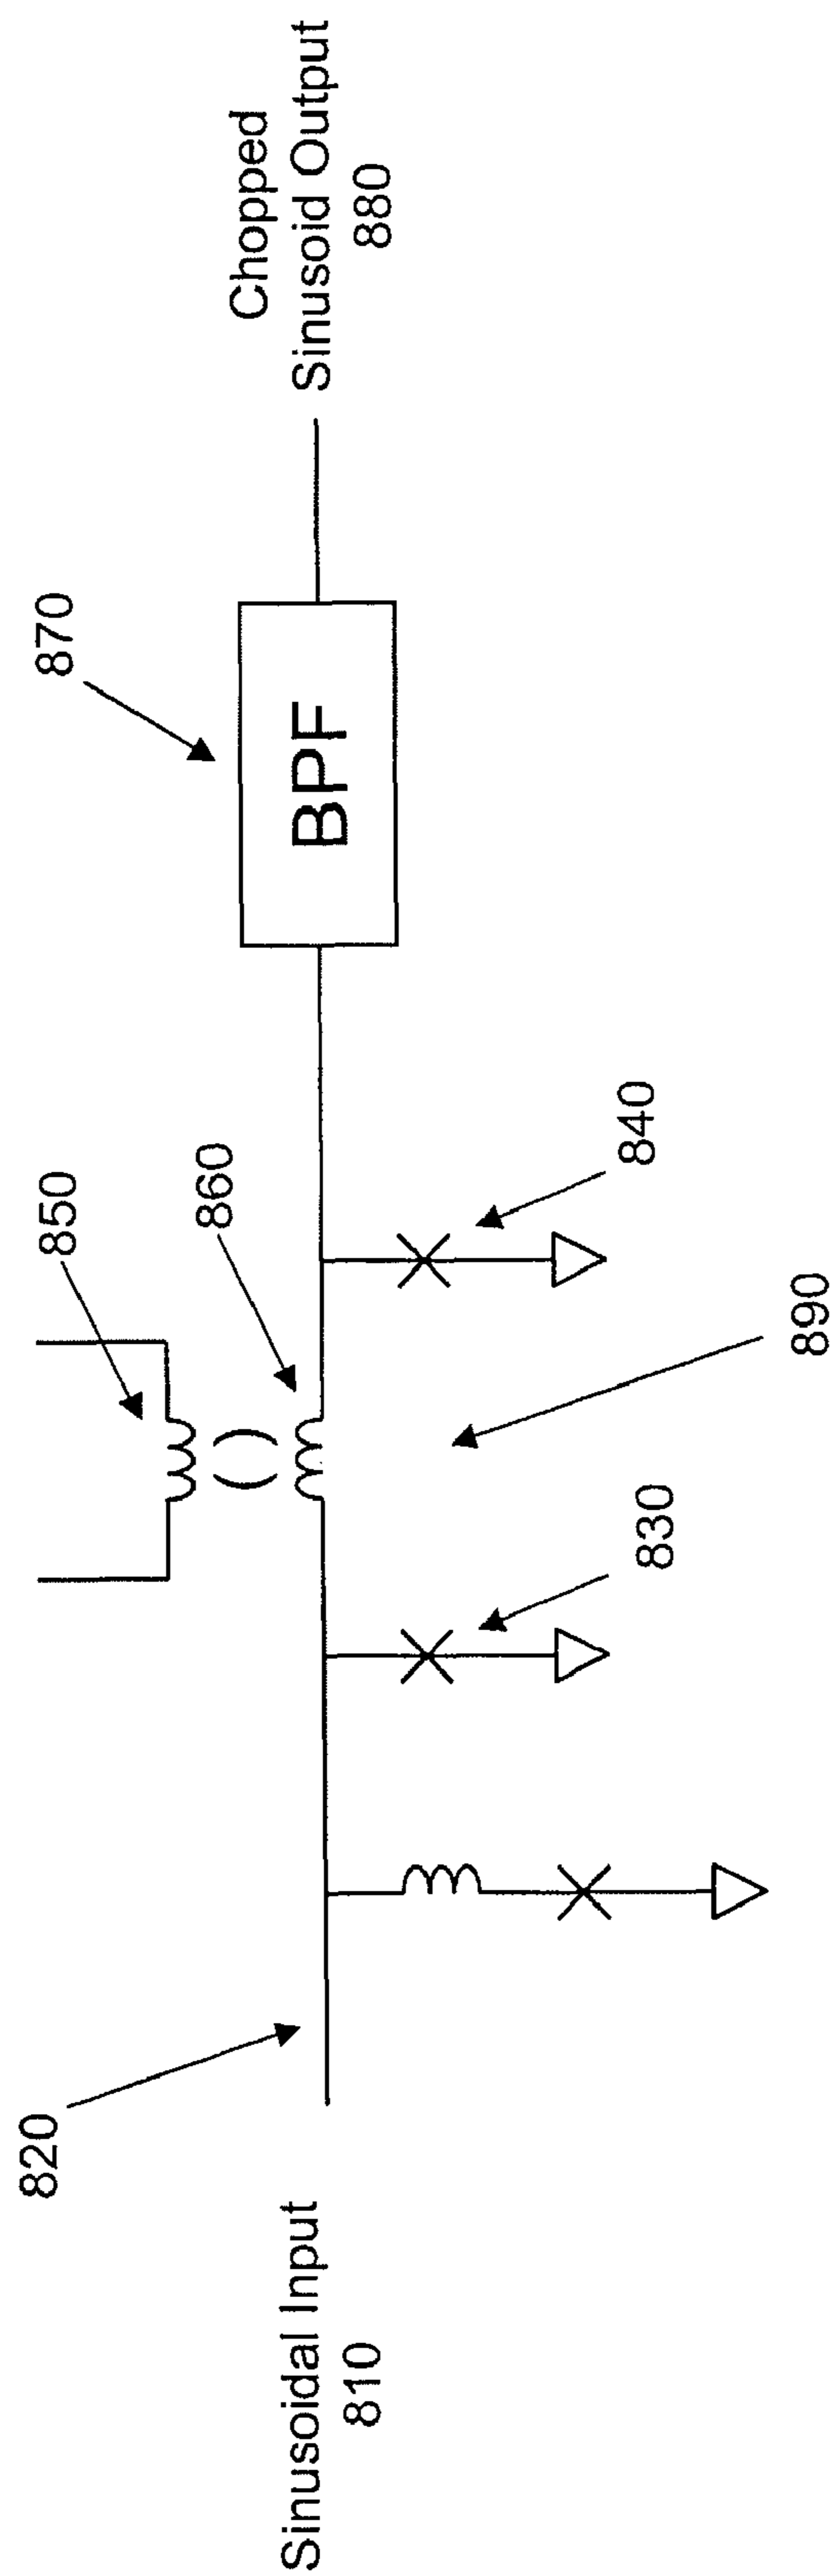 Sinusoidal Input
810
820
830
840
850
860
890
BPF
870
Chopped
Sinusoid Output
880